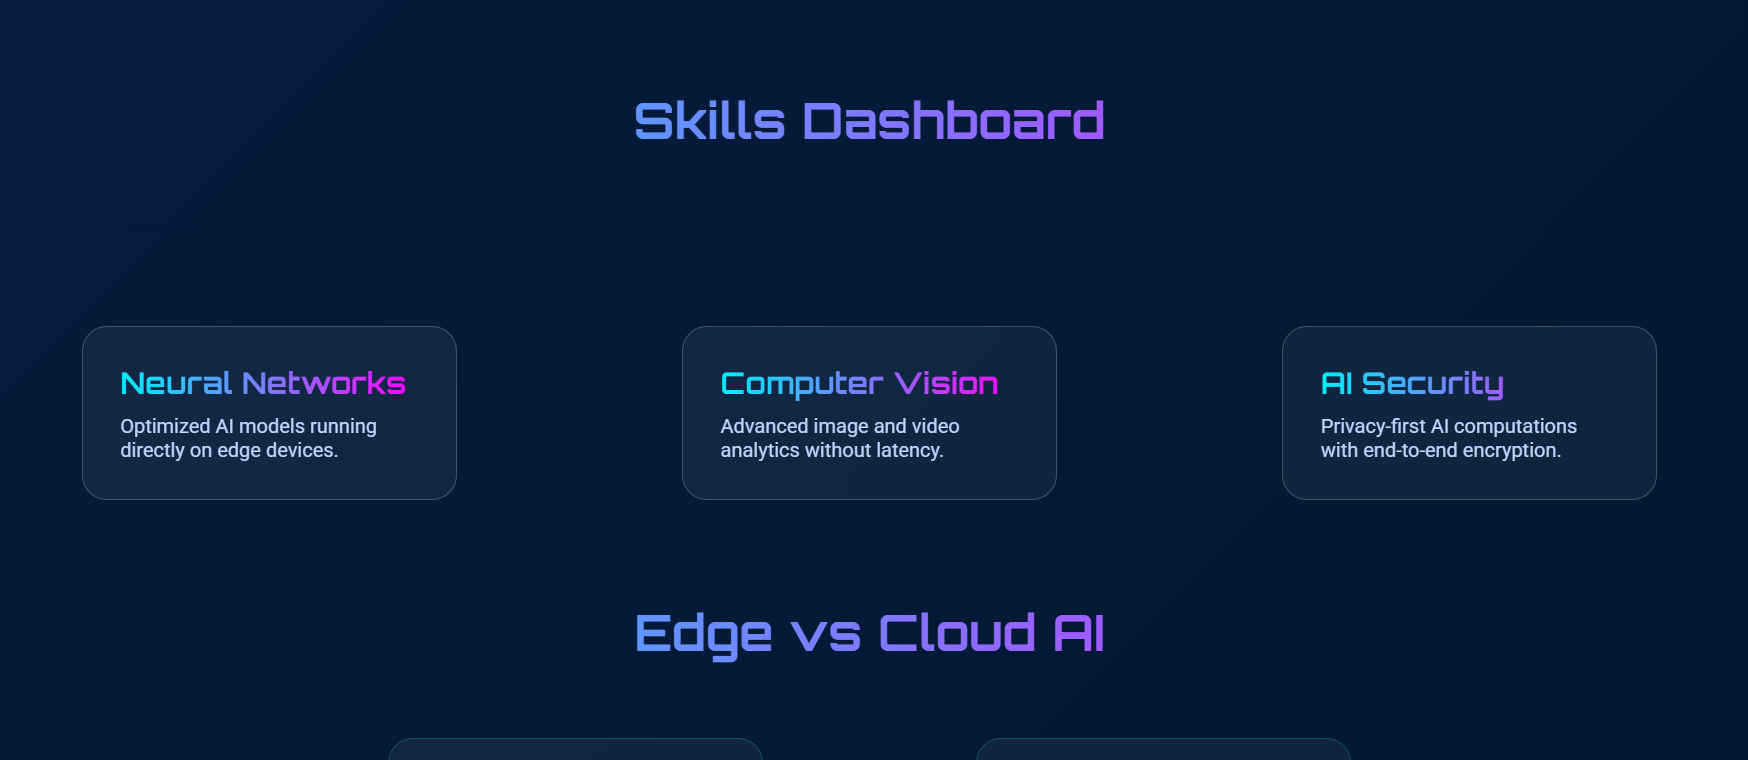 Skills Dashboard
Neural Networks
Optimized AI models running
directly on edge devices.
Computer Vision
Advanced image and video
analytics without latency.
AI Security
Privacy-first AI computations
with end-to-end encryption.
Edge vs Cloud AI